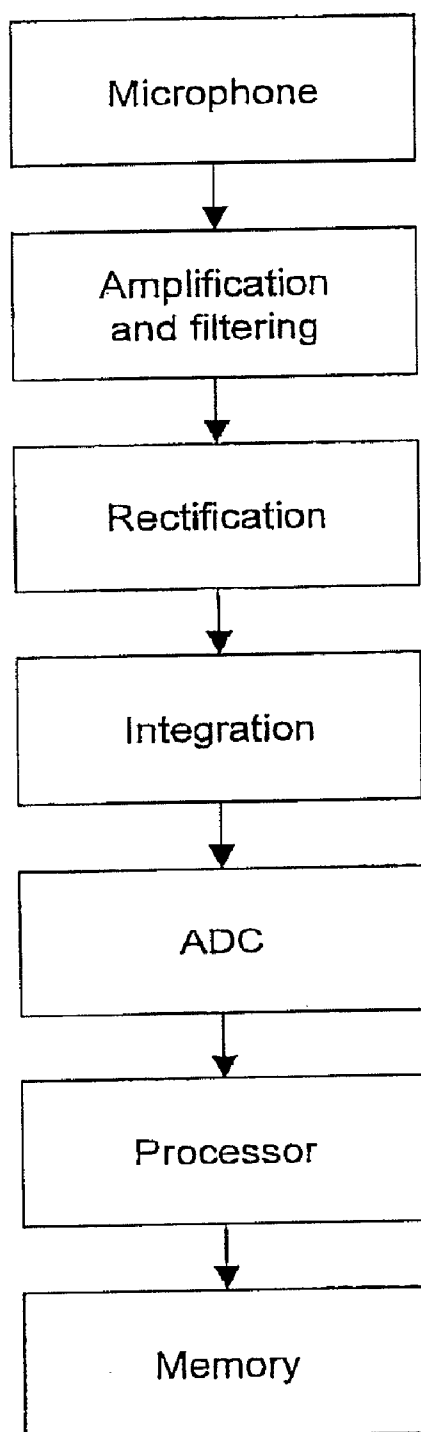 Microphone
Amplification
and filtering
Rectification
Integration
ADC
Processor
Memory